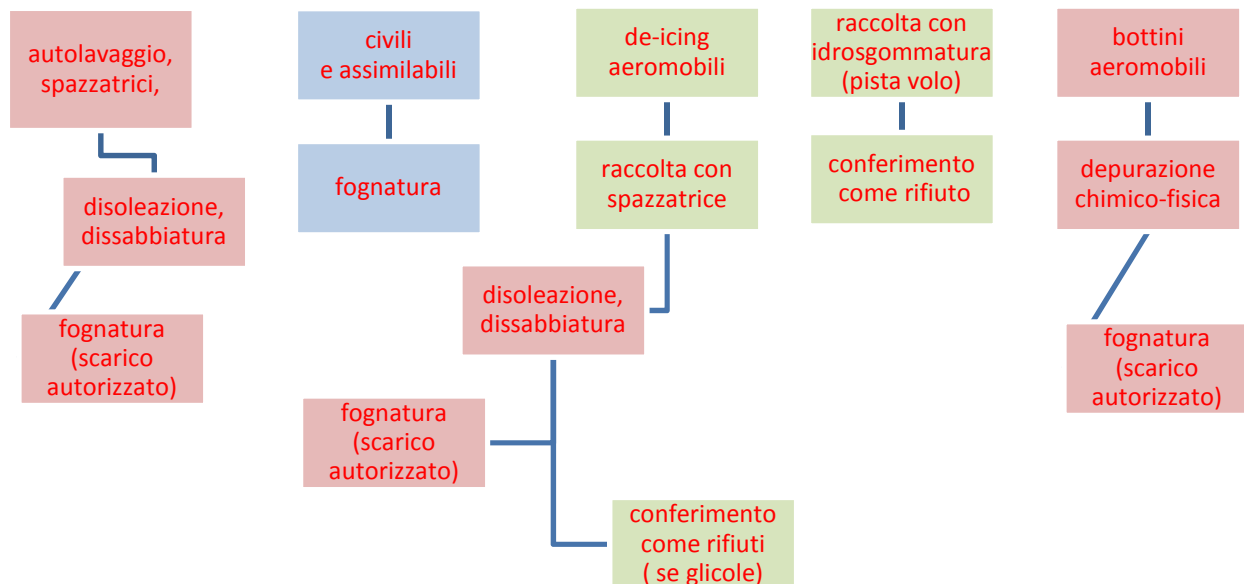 autolavaggio,
spazzatrici,
civili
e assimilabili
de-icing
aeromobili
raccolta con
idrosgommatura
(pista volo)
bottini
aeromobili
fognatura
raccolta con
spazzatrice
conferimento
come rifiuto
depurazione
chimico-fisica
disoleazione,
dissabbiatura
disoleazione,
dissabbiatura
fognatura
(scarico
autorizzato)
fognatura
(scarico
autorizzato)
fognatura
(scarico
autorizzato)
conferimento
come rifiuti
( se glicole)